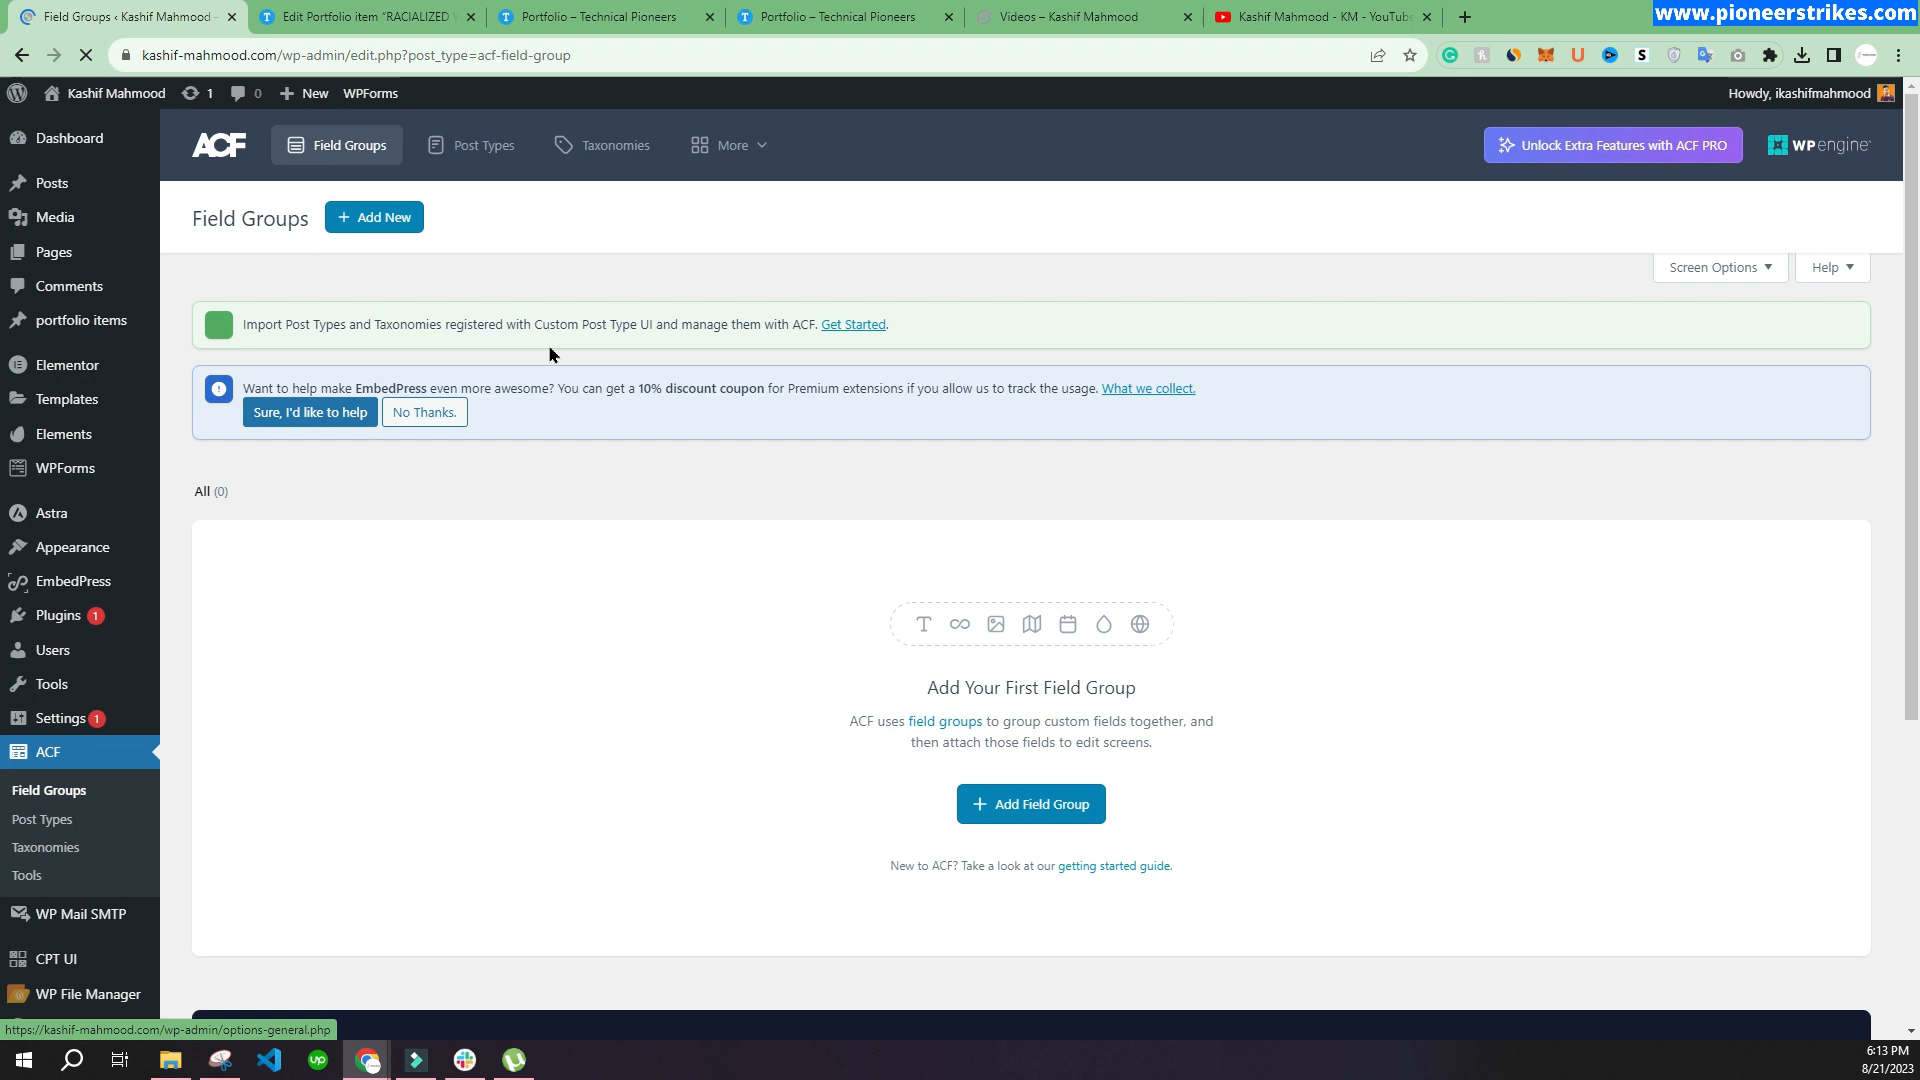 Field Groups ‹ Kashif Mahmood -
Edit Portfolio item "RACIALIZED
Portfolio – Technical Pioneers
Portfolio – Technical Pioneers
Videos – Kashif Mahmood
Kashif Mahmood - KM - YouTube
www.pioneerstrikes.com
kashif-mahmood.com/wp-admin/edit.php?post_type=acf-field-group
Kashif Mahmood 1 0 New WPForms
Howdy, ikashifmahmood
Dashboard
Posts
Media
Pages
Comments
portfolio items
Elementor
Templates
Elements
WPForms
Astra
Appearance
EmbedPress
Plugins 1
Users
Tools
Settings 1
ACF
Field Groups
Post Types
Taxonomies
Tools
WP Mail SMTP
CPT UI
WP File Manager
https://kashif-mahmood.com/wp-admin/options-general.php
ACF Field Groups Post Types Taxonomies More
Unlock Extra Features with ACF PRO
WP engine
Field Groups
Add New
Screen Options
Help
Import Post Types and Taxonomies registered with Custom Post Type UI and manage them with ACF. Get Started.
Want to help make EmbedPress even more awesome? You can get a 10% discount coupon for Premium extensions if you allow us to track the usage. What we collect.
Sure, I'd like to help
No Thanks.
All (0)
Add Your First Field Group
ACF uses field groups to group custom fields together, and
then attach those fields to edit screens.
Add Field Group
New to ACF? Take a look at our getting started guide.
6:13 PM
8/21/2023